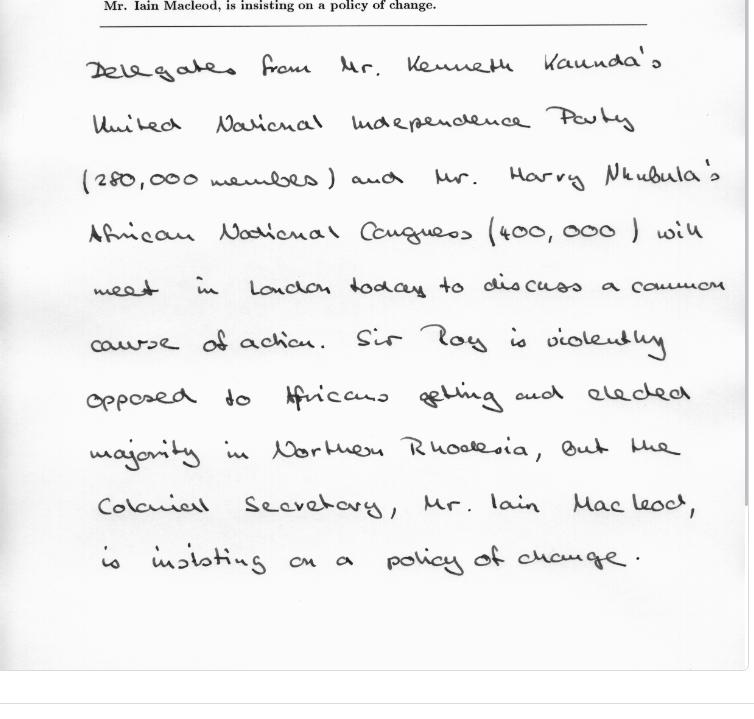 Mr. Iain Macleod, is insisting on a policy of change.
Delegates from Mr. Kenneth Kaunda's
United National Independence Party
(280,000 members) and Mr. Harry Nkubula's
African National Congress (400,000) will
meet in London today to discuss a common
course of action. Sir Roy is violently
opposed to Africans getting and elected
majority in Northern Rhodesia, but the
Colonial Secretary, Mr. Iain Macleod,
is insisting on a policy of change.